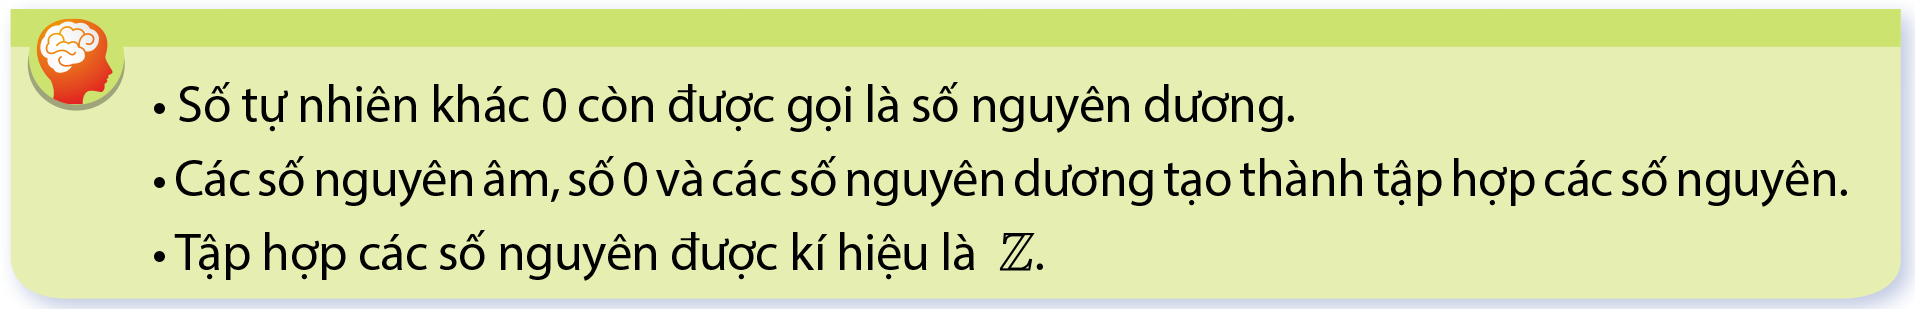 • Số tự nhiên khác 0 còn được gọi là số nguyên dương.
• Các số nguyên âm, số 0 và các số nguyên dương tạo thành tập hợp các số nguyên.
• Tập hợp các số nguyên được kí hiệu là ℤ.